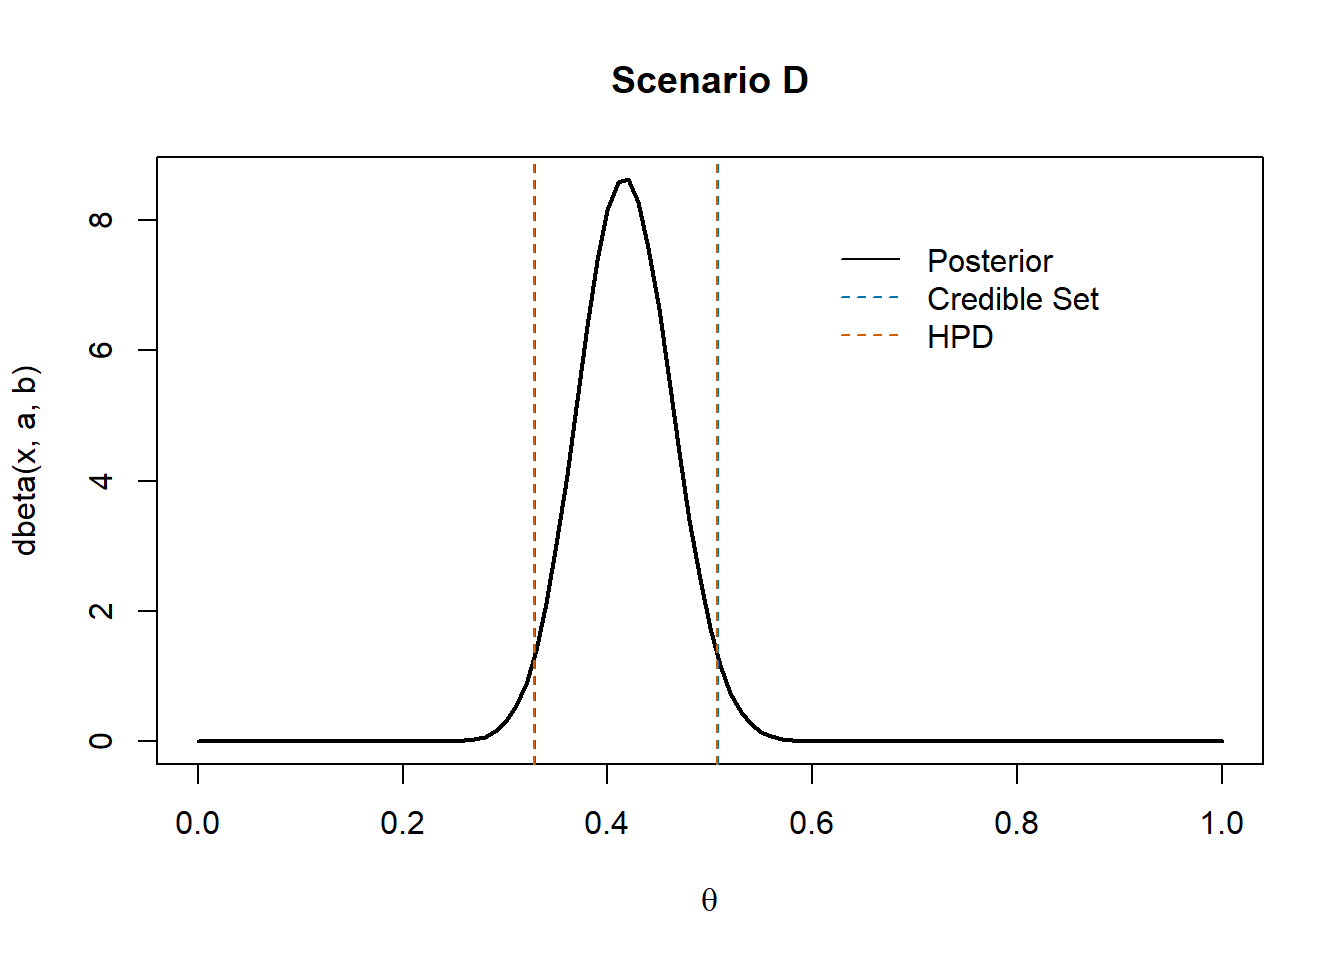 Scenario D
dbeta(x, a, b)
8
6
4
2
0
Posterior
Credible Set
HPD
0.0 0.2 0.4 0.6 0.8 1.0
θ